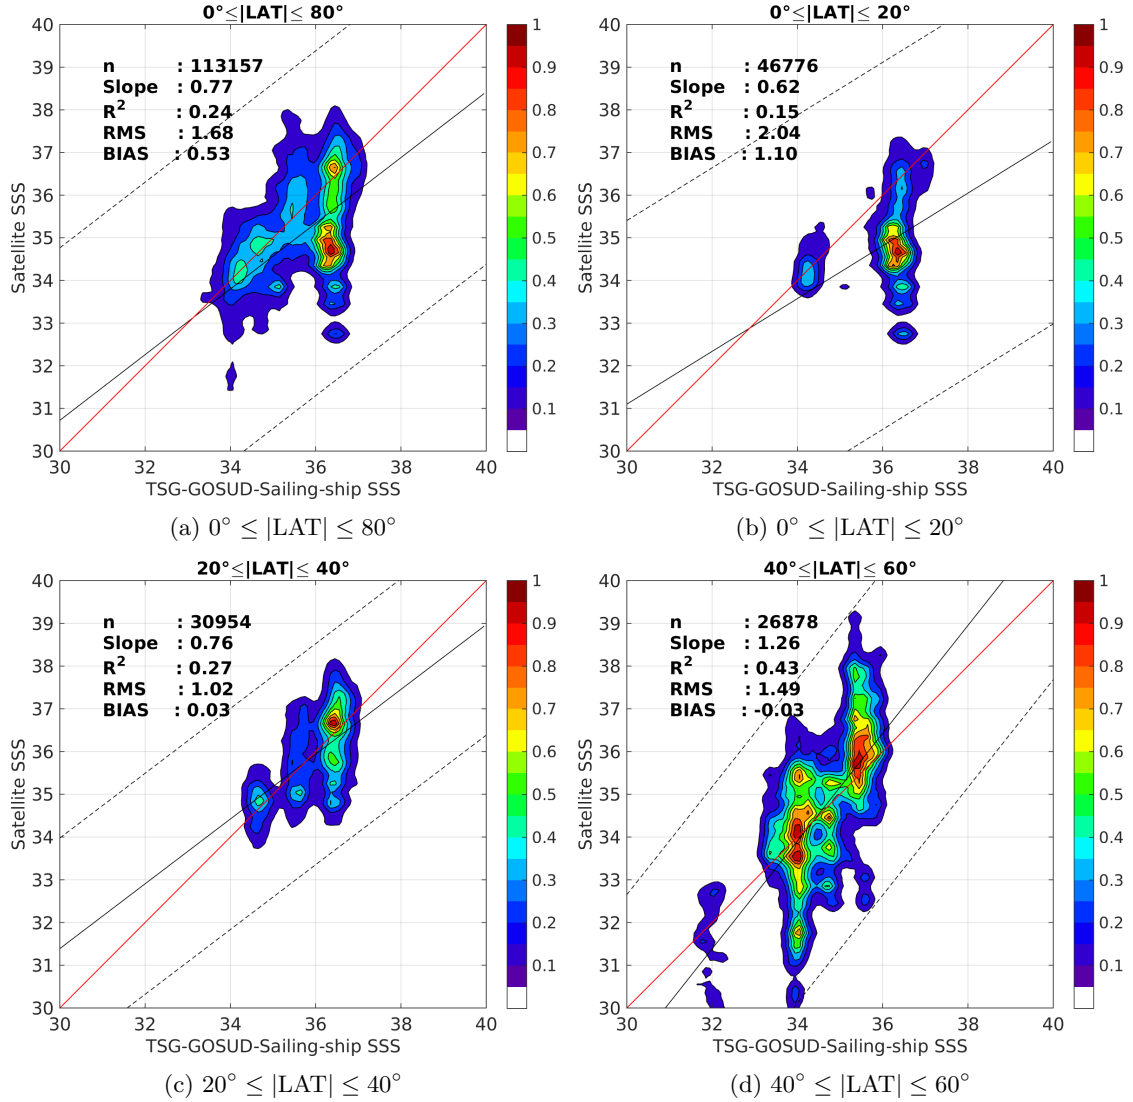 0°≤|LAT|≤ 80°
n : 113157
Slope : 0.77
R² : 0.24
RMS : 1.68
BIAS : 0.53
Satellite SSS
40
39
38
37
36
35
34
33
32
31
30
30 32 34 36 38 40
TSG-GOSUD-Sailing-ship SSS
1
0.9
0.8
0.7
0.6
0.5
0.4
0.3
0.2
0.1
(a) 0° ≤ |LAT| ≤ 80°
0°≤|LAT|≤ 20°
n : 46776
Slope : 0.62
R² : 0.15
RMS : 2.04
BIAS : 1.10
Satellite SSS
40
39
38
37
36
35
34
33
32
31
30
30 32 34 36 38 40
TSG-GOSUD-Sailing-ship SSS
1
0.9
0.8
0.7
0.6
0.5
0.4
0.3
0.2
0.1
(b) 0° ≤ |LAT| ≤ 20°
20°≤|LAT|≤ 40°
n : 30954
Slope : 0.76
R² : 0.27
RMS : 1.02
BIAS : 0.03
Satellite SSS
40
39
38
37
36
35
34
33
32
31
30
30 32 34 36 38 40
TSG-GOSUD-Sailing-ship SSS
1
0.9
0.8
0.7
0.6
0.5
0.4
0.3
0.2
0.1
(c) 20° ≤ |LAT| ≤ 40°
40°≤|LAT|≤ 60°
n : 26878
Slope : 1.26
R² : 0.43
RMS : 1.49
BIAS : -0.03
Satellite SSS
40
39
38
37
36
35
34
33
32
31
30
30 32 34 36 38 40
TSG-GOSUD-Sailing-ship SSS
1
0.9
0.8
0.7
0.6
0.5
0.4
0.3
0.2
0.1
(d) 40° ≤ |LAT| ≤ 60°